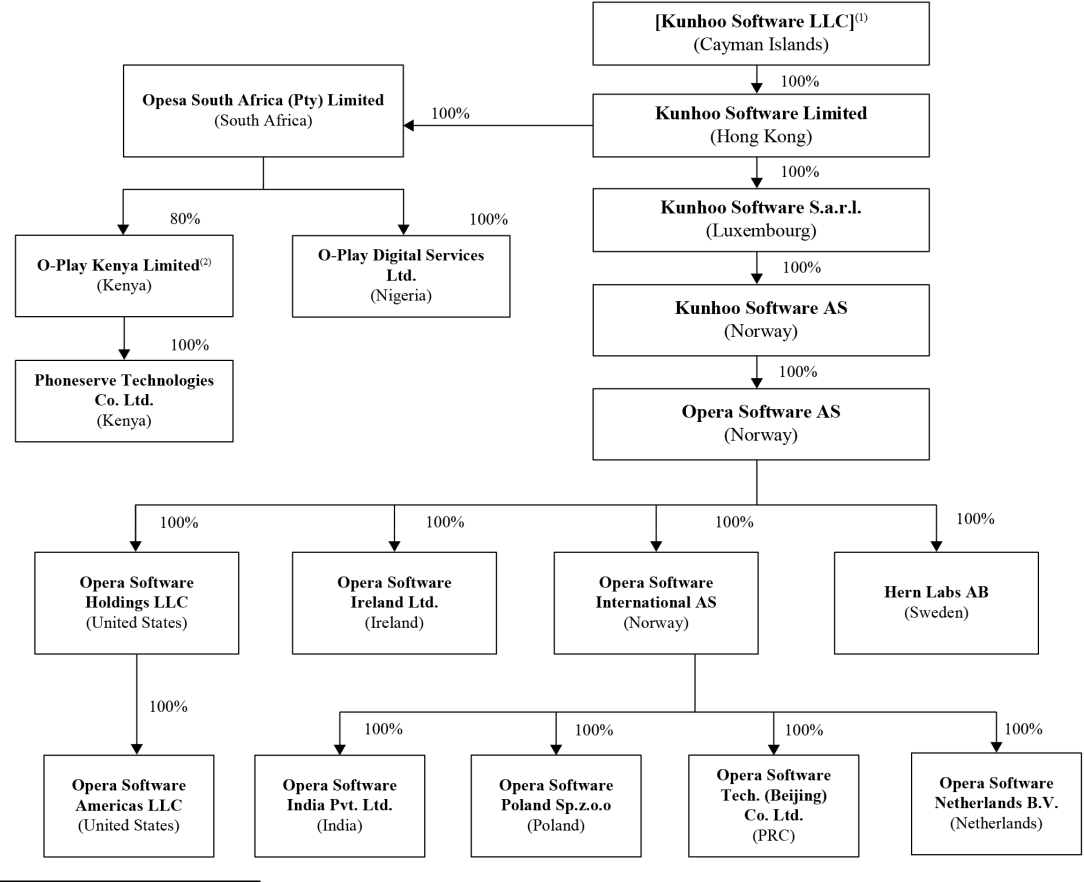 [Kunhoo Software LLC](1)
(Cayman Islands)
100%
Opesa South Africa (Pty) Limited
(South Africa)
100%
Kunhoo Software Limited
(Hong Kong)
100%
80%
100%
Kunhoo Software S.a.r.l.
(Luxembourg)
O-Play Kenya Limited(2)
(Kenya)
O-Play Digital Services
Ltd.
(Nigeria)
100%
Kunhoo Software AS
(Norway)
100%
Phoneserve Technologies
Co. Ltd.
(Kenya)
100%
Opera Software AS
(Norway)
100%
100%
100%
100%
Opera Software
Holdings LLC
(United States)
Opera Software
Ireland Ltd.
(Ireland)
Opera Software
International AS
(Norway)
Hern Labs AB
(Sweden)
100%
100%
100%
100%
100%
Opera Software
Americas LLC
(United States)
Opera Software
India Pvt. Ltd.
(India)
Opera Software
Poland Sp.z.o.o
(Poland)
Opera Software
Tech. (Beijing)
Co. Ltd.
(PRC)
Opera Software
Netherlands B.V.
(Netherlands)